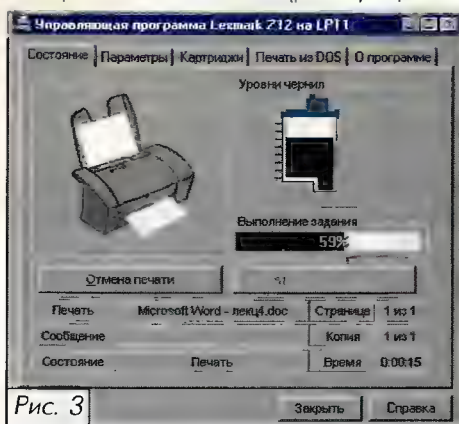 Управляющая программа Lexmark Z12 на LPT1
Состояние Параметры Картриджи Печать из DOS О программе
Уровни чернил
Выполнение задания
59%
Отмена печати
Печать Microsoft Word - лекц4.doc Страница 1 из 1
Сообщение Копия 1 из 1
Состояние Печать Время 0:00:15
Рис. 3 Закрыть Справка